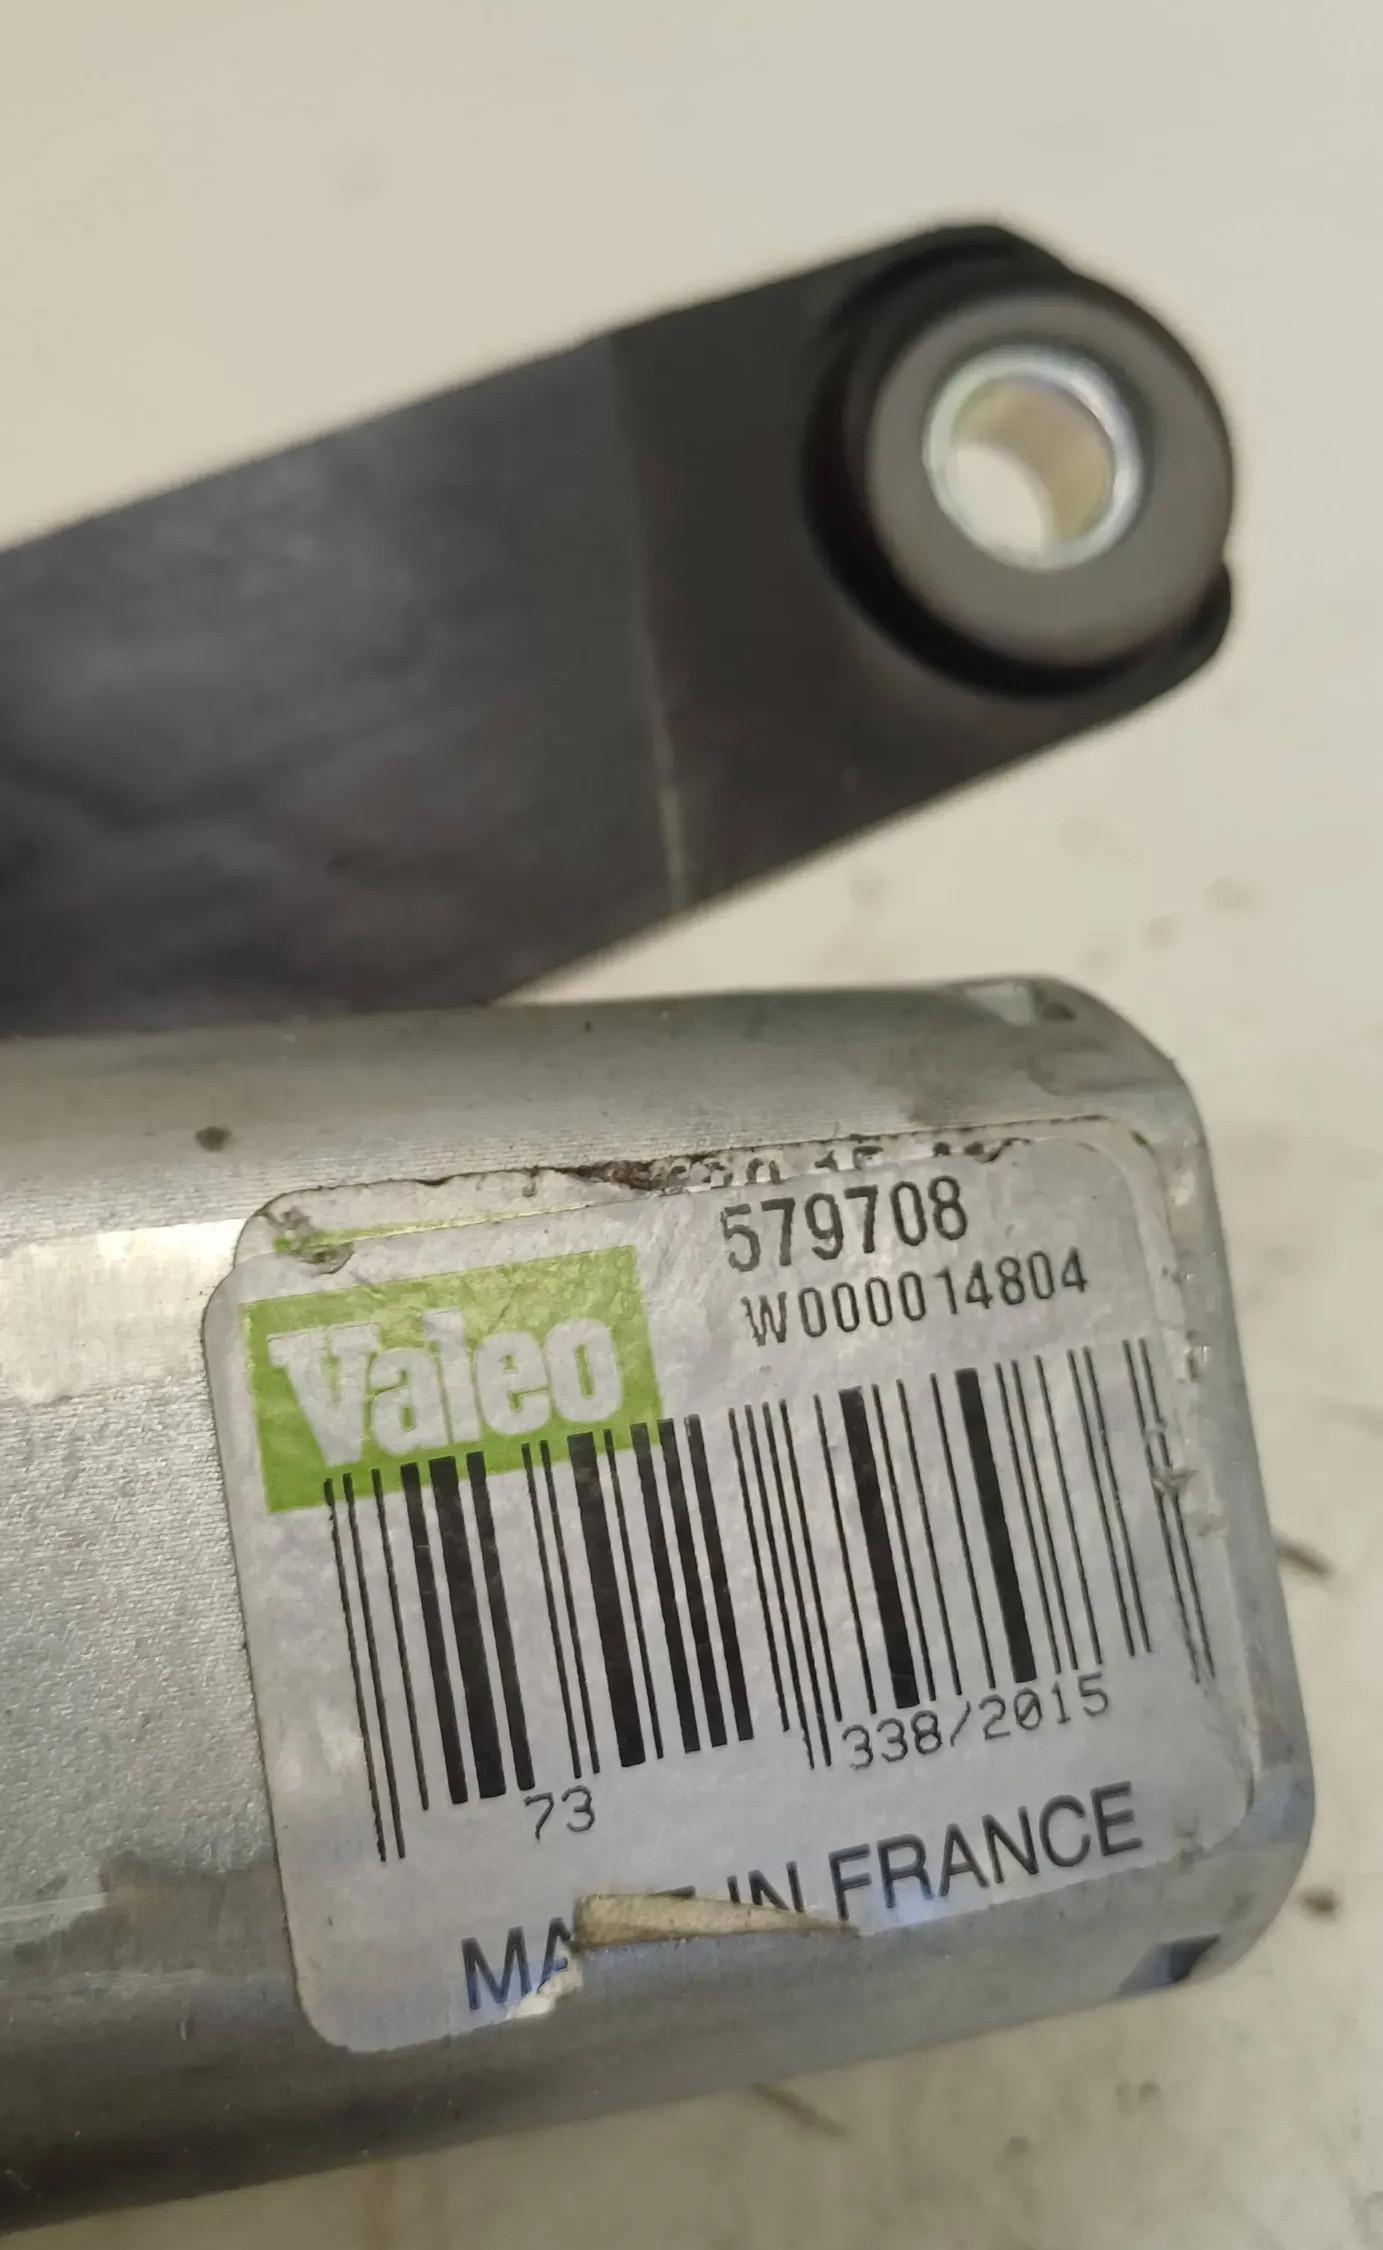 579708
W000014804
Valeo
338/2015
73
IN FRANCE